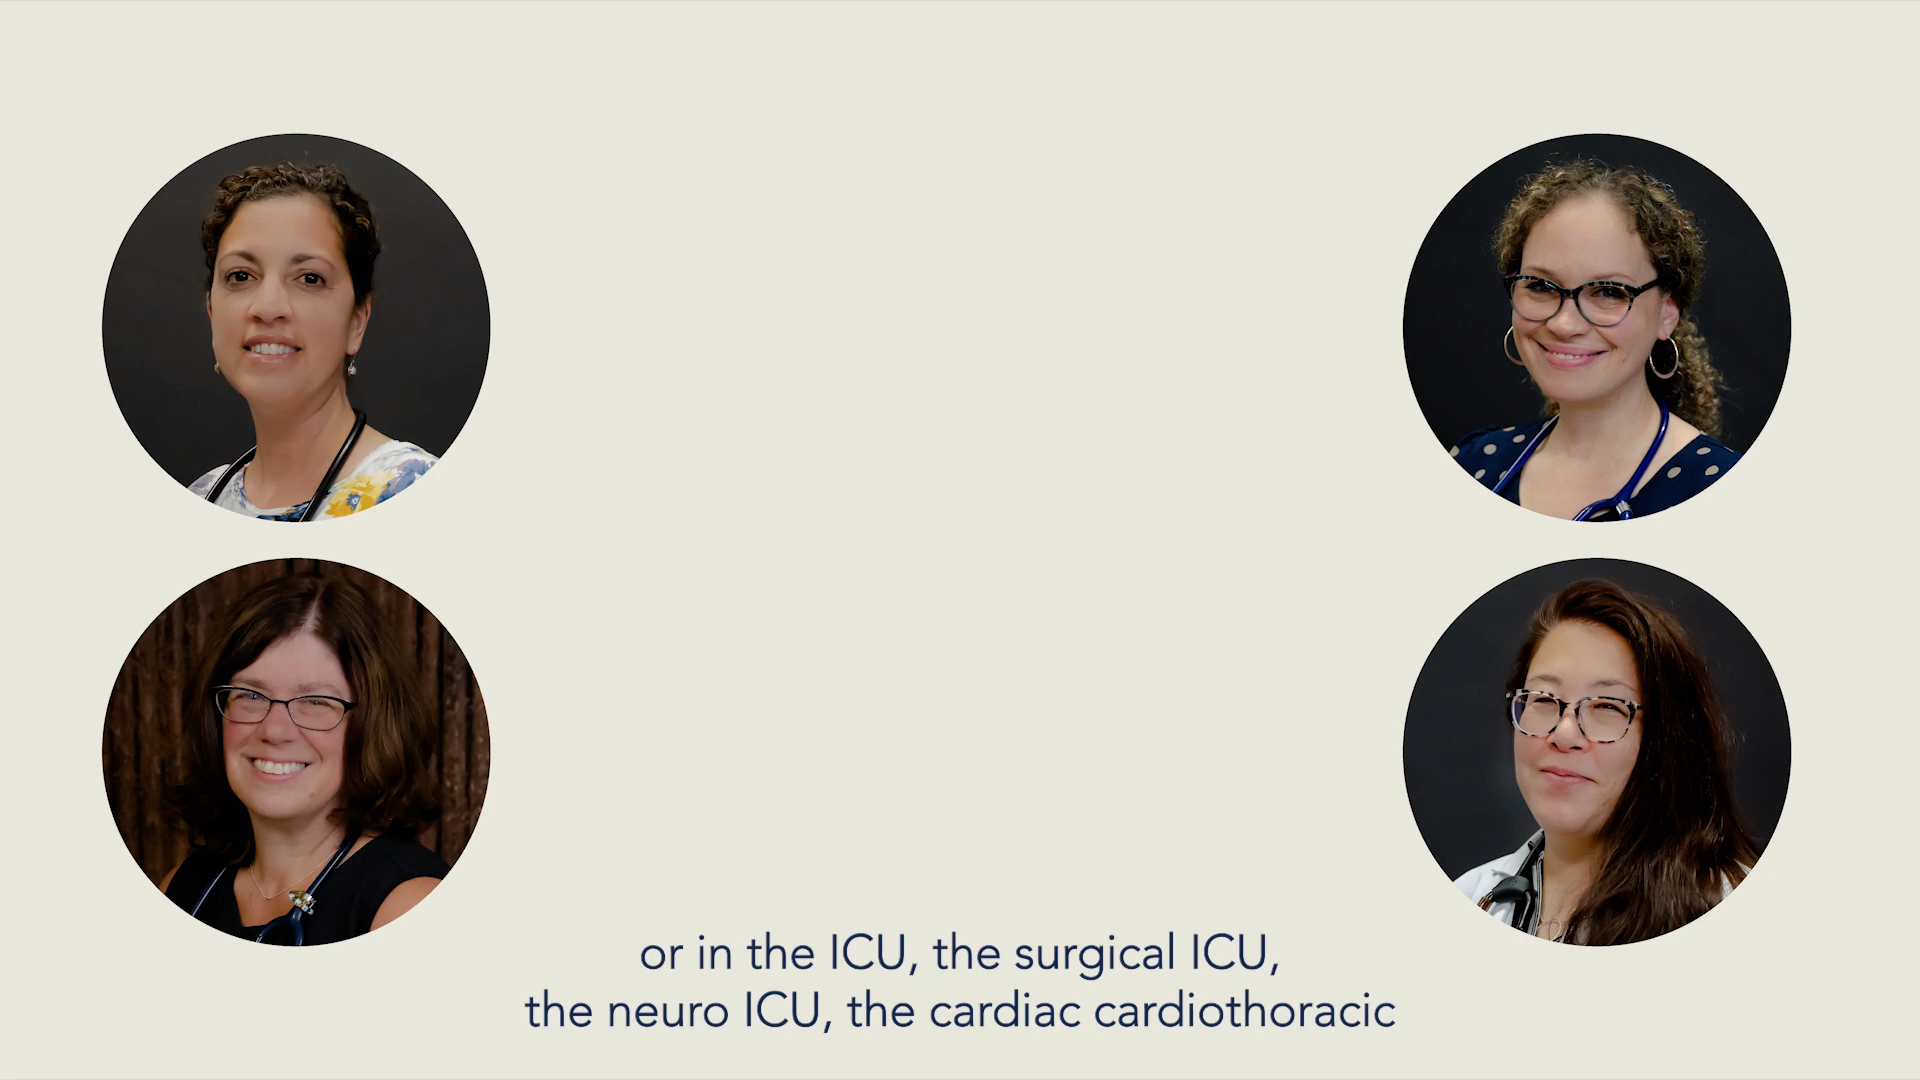 or in the ICU, the surgical ICU,
the neuro ICU, the cardiac cardiothoracic